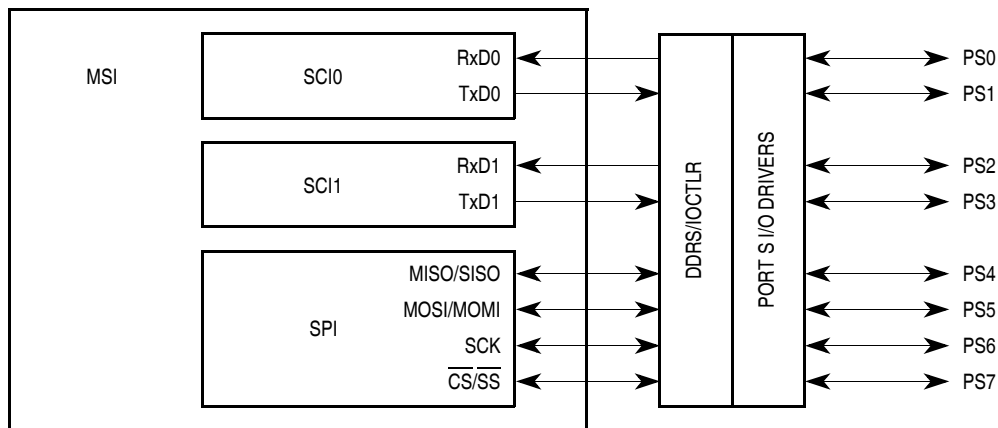 MSI
SCI0
RxD0
TxD0
SCI1
RxD1
TxD1
SPI
MISO/SISO
MOSI/MOMI
SCK
CS/SS
DDRS/IOCTLR
PORT S I/O DRIVERS
PS0
PS1
PS2
PS3
PS4
PS5
PS6
PS7